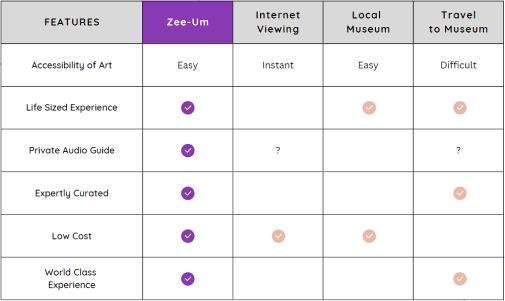 FEATURES Zee-Um Internet Viewing Local Museum Travel to Museum
Accessibility of Art Easy Instant Easy Difficult
Life Sized Experience
Private Audio Guide ? ?
Expertly Curated
Low Cost
World Class
Experience